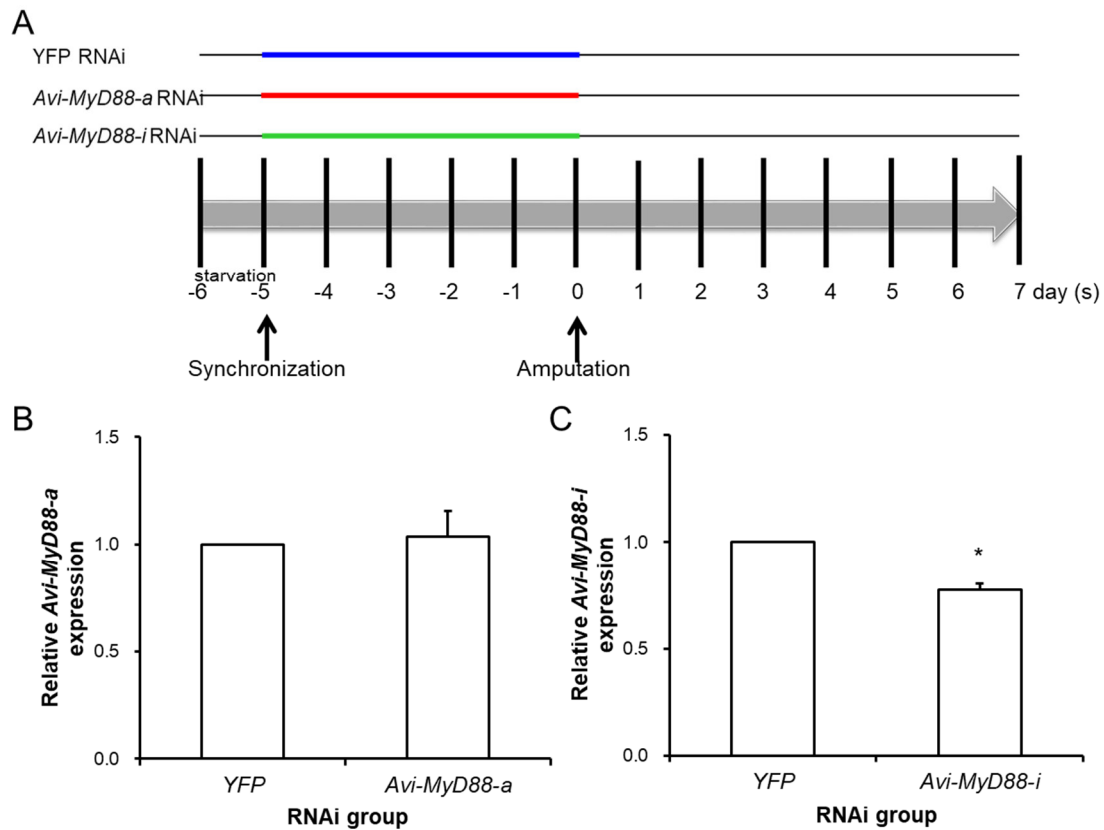 A
YFP RNAi
Avi-MyD88-a RNAi
Avi-MyD88-i RNAi
starvation
-6 -5 -4 -3 -2 -1 0 1 2 3 4 5 6 7 day (s)
Synchronization Amputation
B
Relative Avi-MyD88-a
expression
1.5
1.0
0.5
0.0
YFP Avi-MyD88-a
RNAi group
C
Relative Avi-MyD88-i
expression
1.5
1.0
0.5
0.0
*
YFP Avi-MyD88-i
RNAi group